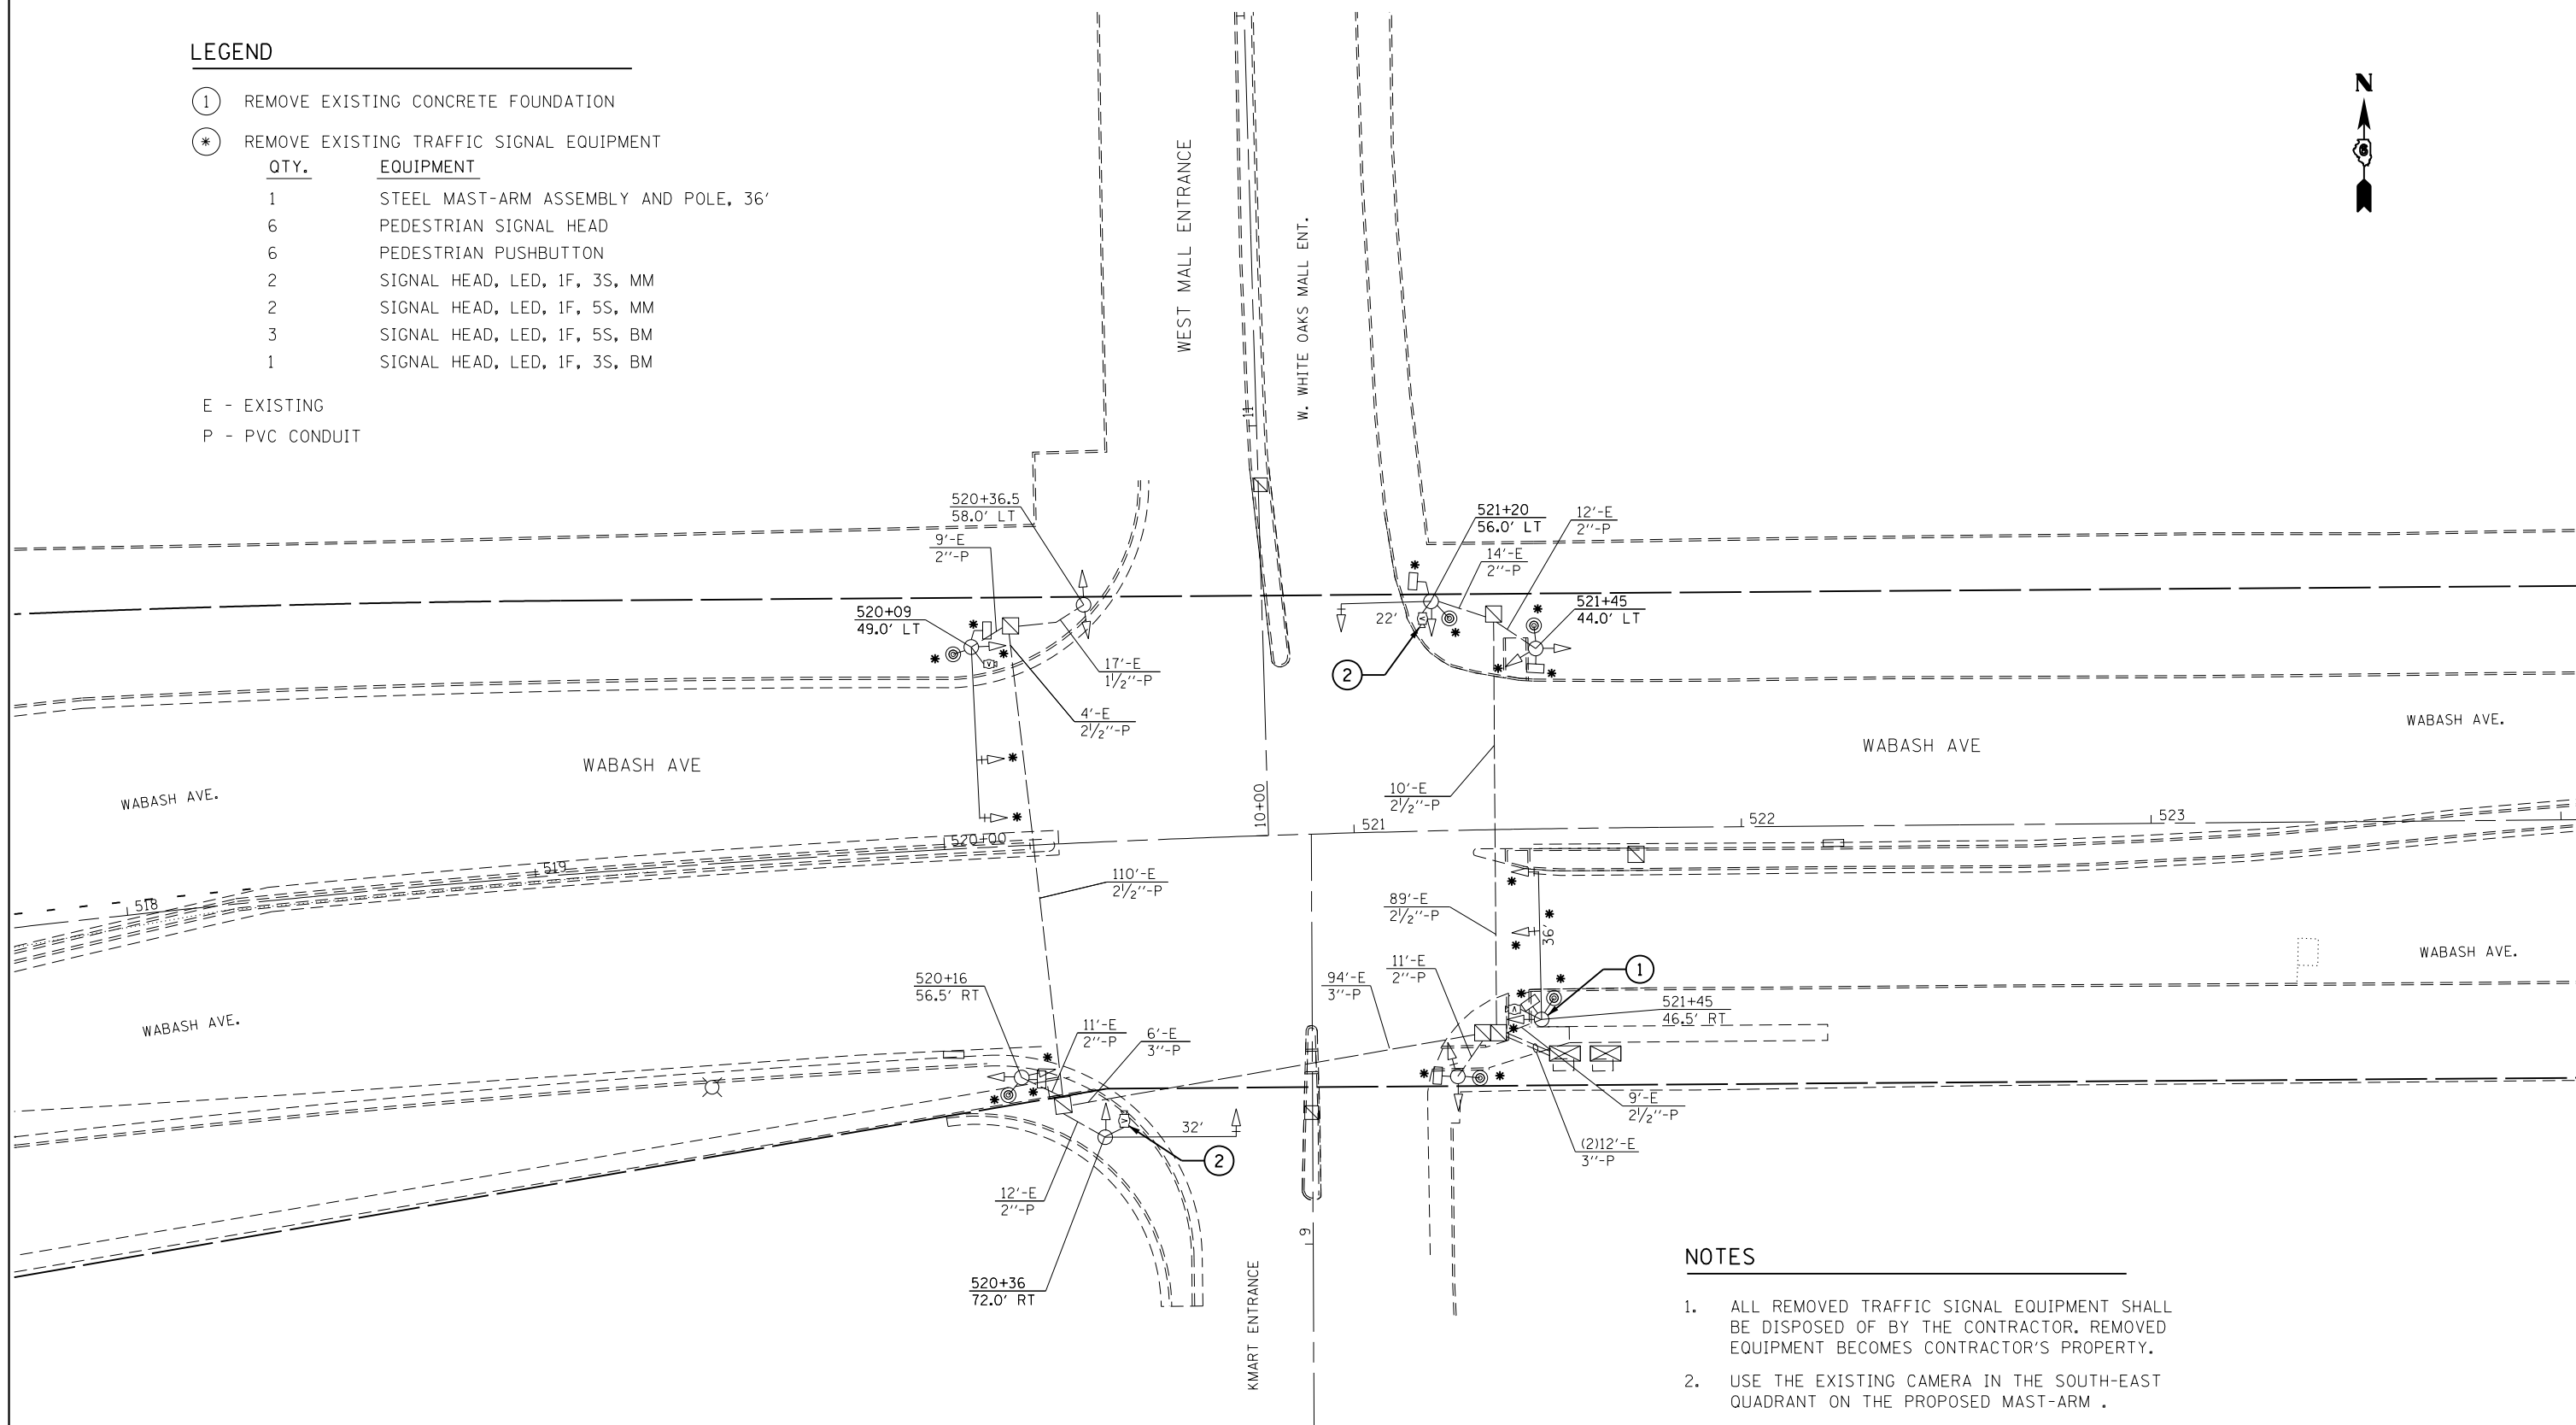 LEGEND
1 REMOVE EXISTING CONCRETE FOUNDATION
* REMOVE EXISTING TRAFFIC SIGNAL EQUIPMENT
QTY. EQUIPMENT
1 STEEL MAST-ARM ASSEMBLY AND POLE, 36'
6 PEDESTRIAN SIGNAL HEAD
6 PEDESTRIAN PUSHBUTTON
2 SIGNAL HEAD, LED, 1F, 3S, MM
2 SIGNAL HEAD, LED, 1F, 5S, MM
3 SIGNAL HEAD, LED, 1F, 5S, BM
1 SIGNAL HEAD, LED, 1F, 3S, BM
E - EXISTING
P - PVC CONDUIT
N
6
WEST MALL ENTRANCE
W. WHITE OAKS MALL ENT.
11
520+36.5
58.0' LT
9'-E
2''-P
520+09
49.0' LT
17'-E
1 1/2''-P
4'-E
2 1/2''-P
521+20
56.0' LT
12'-E
2''-P
14'-E
2''-P
22'
521+45
44.0' LT
2
WABASH AVE
WABASH AVE.
WABASH AVE
WABASH AVE.
10'-E
2 1/2''-P
10+00
518
519
520+00
521
522
523
110'-E
2 1/2''-P
89'-E
2 1/2''-P
36'
WABASH AVE.
WABASH AVE.
520+16
56.5' RT
11'-E
2''-P
6'-E
3''-P
94'-E
3''-P
11'-E
2''-P
1
521+45
46.5' RT
9'-E
2 1/2''-P
(2)12'-E
3''-P
32'
2
12'-E
2''-P
520+36
72.0' RT
9
KMART ENTRANCE
NOTES
1. ALL REMOVED TRAFFIC SIGNAL EQUIPMENT SHALL
BE DISPOSED OF BY THE CONTRACTOR. REMOVED
EQUIPMENT BECOMES CONTRACTOR'S PROPERTY.
2. USE THE EXISTING CAMERA IN THE SOUTH-EAST
QUADRANT ON THE PROPOSED MAST-ARM .